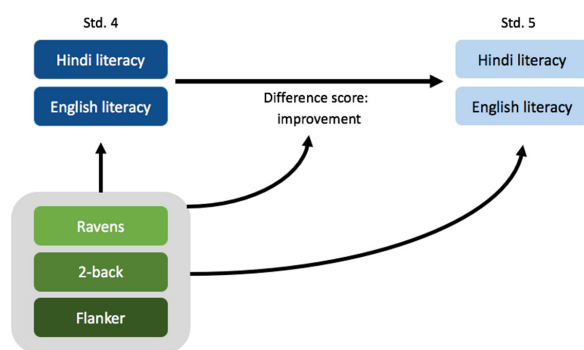 Std. 4
Std. 5
Hindi literacy
Hindi literacy
English literacy
English literacy
Difference score:
improvement
Ravens
2-back
Flanker